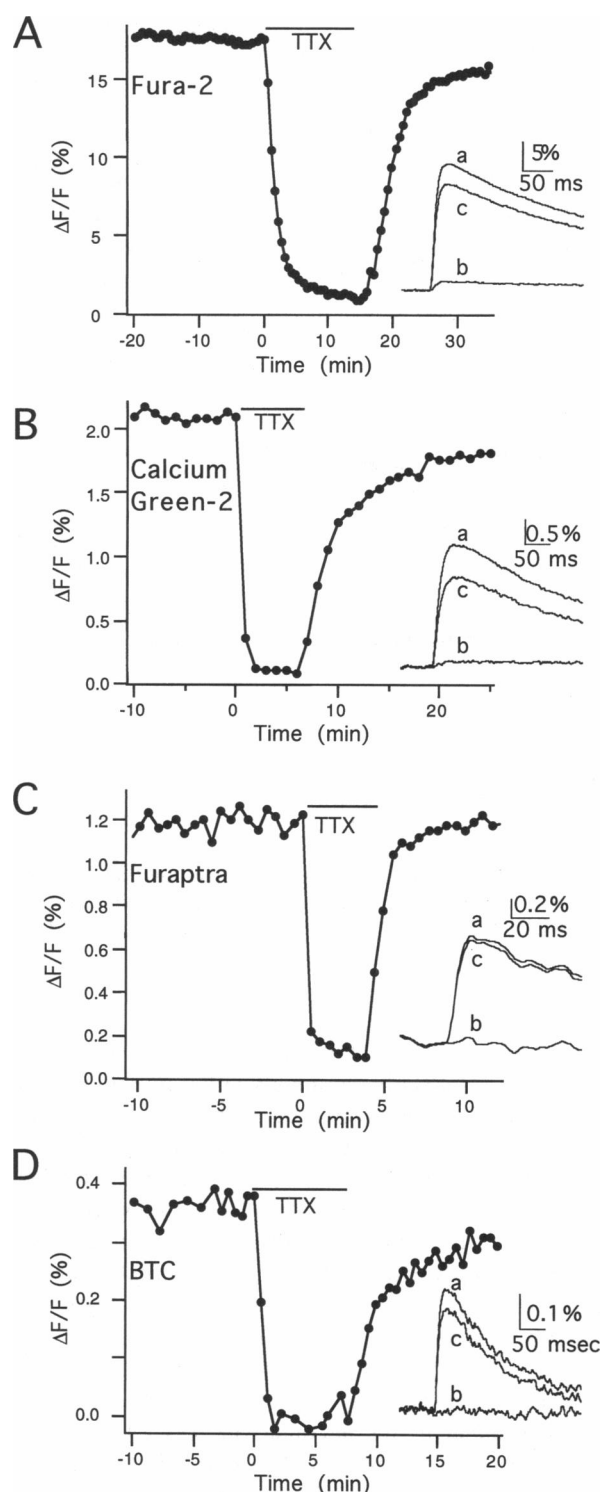 A
TTX
Fura-2
15
10
5
0
ΔF/F (%)
-20 -10 0 10 20 30
Time (min)
a
c
b
5%
50 ms
B
TTX
Calcium
Green-2
2.0
1.5
1.0
0.5
0.0
ΔF/F (%)
-10 0 10 20
Time (min)
a
c
b
0.5%
50 ms
C
TTX
Furaptra
1.2
1.0
0.8
0.6
0.4
0.2
0.0
ΔF/F (%)
-10 -5 0 5 10
Time (min)
a
c
b
0.2%
20 ms
D
TTX
BTC
0.4
0.2
0.0
ΔF/F (%)
-10 -5 0 5 10 15 20
Time (min)
a
c
b
0.1%
50 msec